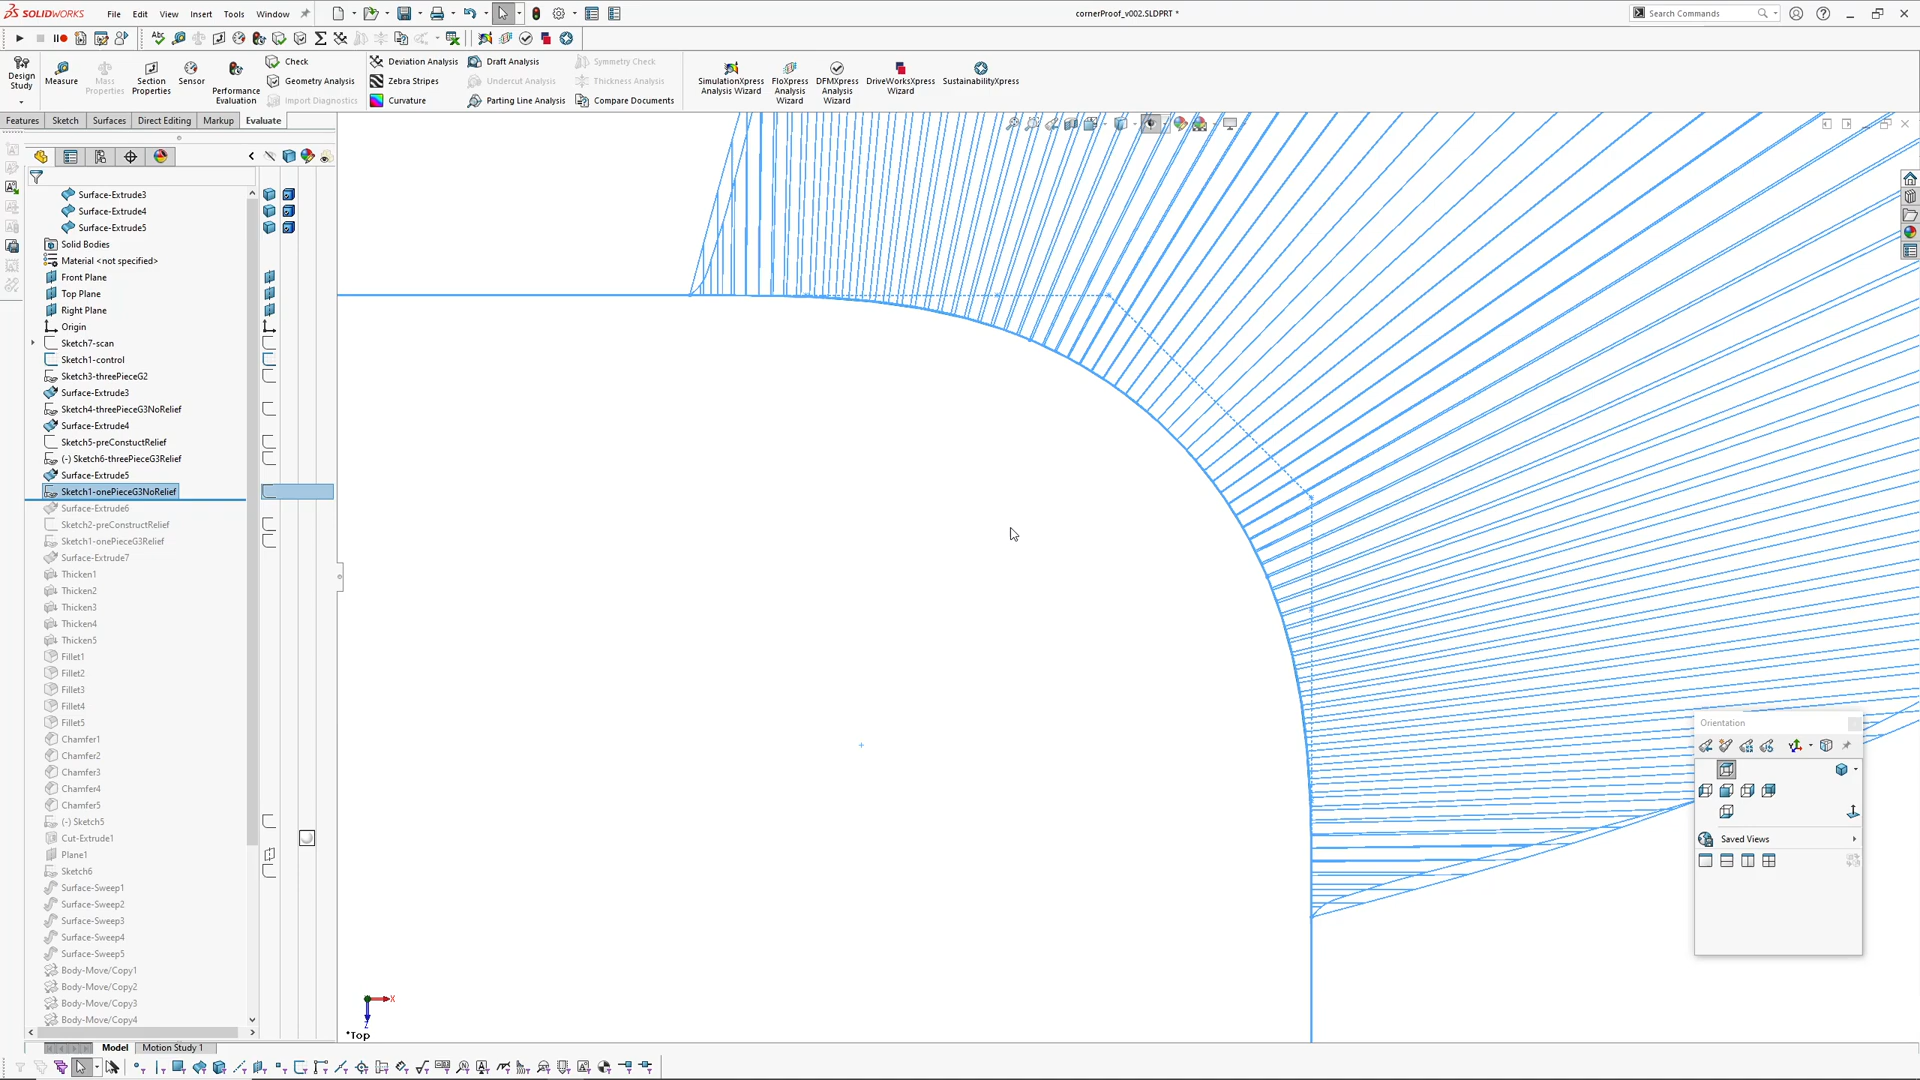 SOLIDWORKS File Edit View Insert Tools Window cornerProof_v002.SLDPRT * Search Commands
Design Study
Measure
Mass Properties
Section Properties
Sensor
Performance Evaluation
Check
Geometry Analysis
Import Diagnostics
Deviation Analysis
Zebra Stripes
Curvature
Draft Analysis
Undercut Analysis
Parting Line Analysis
Symmetry Check
Thickness Analysis
Compare Documents
SimulationXpress Analysis Wizard
FloXpress Analysis Wizard
DFMXpress Analysis Wizard
DriveWorksXpress Wizard
SustainabilityXpress
Features Sketch Surfaces Direct Editing Markup Evaluate
Surface-Extrude3
Surface-Extrude4
Surface-Extrude5
Solid Bodies
Material <not specified>
Front Plane
Top Plane
Right Plane
Origin
Sketch7-scan
Sketch1-control
Sketch3-threePieceG2
Surface-Extrude3
Sketch4-threePieceG3NoRelief
Surface-Extrude4
Sketch5-preConstuctRelief
(-) Sketch6-threePieceG3Relief
Surface-Extrude5
Sketch1-onePieceG3NoRelief
Surface-Extrude6
Sketch2-preConstructRelief
Sketch1-onePieceG3Relief
Surface-Extrude7
Thicken1
Thicken2
Thicken3
Thicken4
Thicken5
Fillet1
Fillet2
Fillet3
Fillet4
Fillet5
Chamfer1
Chamfer2
Chamfer3
Chamfer4
Chamfer5
(-) Sketch5
Cut-Extrude1
Plane1
Sketch6
Surface-Sweep1
Surface-Sweep2
Surface-Sweep3
Surface-Sweep4
Surface-Sweep5
Body-Move/Copy1
Body-Move/Copy2
Body-Move/Copy3
Body-Move/Copy4
Orientation
Saved Views
X
Z
*Top
Model Motion Study 1